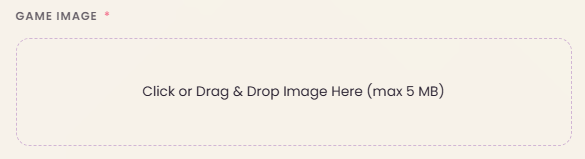 GAME IMAGE *
Click or Drag & Drop Image Here (max 5 MB)